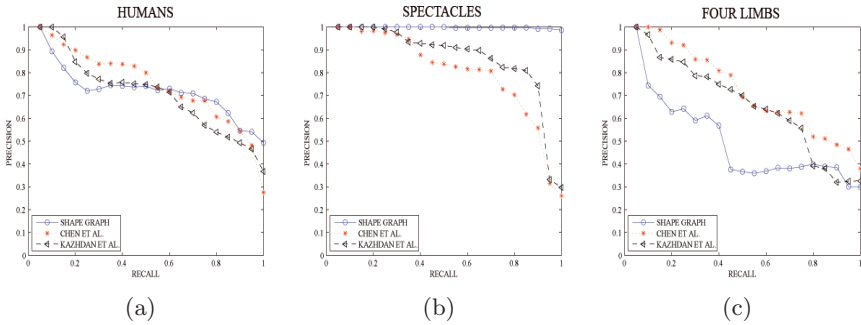 HUMANS
1
0.9
0.8
0.7
0.6
0.5
0.4
0.3
0.2
0.1
0
PRECISION
SHAPE GRAPH
CHEN ET AL.
KAZHDAN ET AL.
0 0.2 0.4 0.6 0.8 1
RECALL
(a)
SPECTACLES
1
0.9
0.8
0.7
0.6
0.5
0.4
0.3
0.2
0.1
0
PRECISION
SHAPE GRAPH
CHEN ET AL.
KAZHDAN ET AL.
0 0.2 0.4 0.6 0.8 1
RECALL
(b)
FOUR LIMBS
1
0.9
0.8
0.7
0.6
0.5
0.4
0.3
0.2
0.1
0
PRECISION
SHAPE GRAPH
CHEN ET AL.
KAZHDAN ET AL.
0 0.2 0.4 0.6 0.8 1
RECALL
(c)